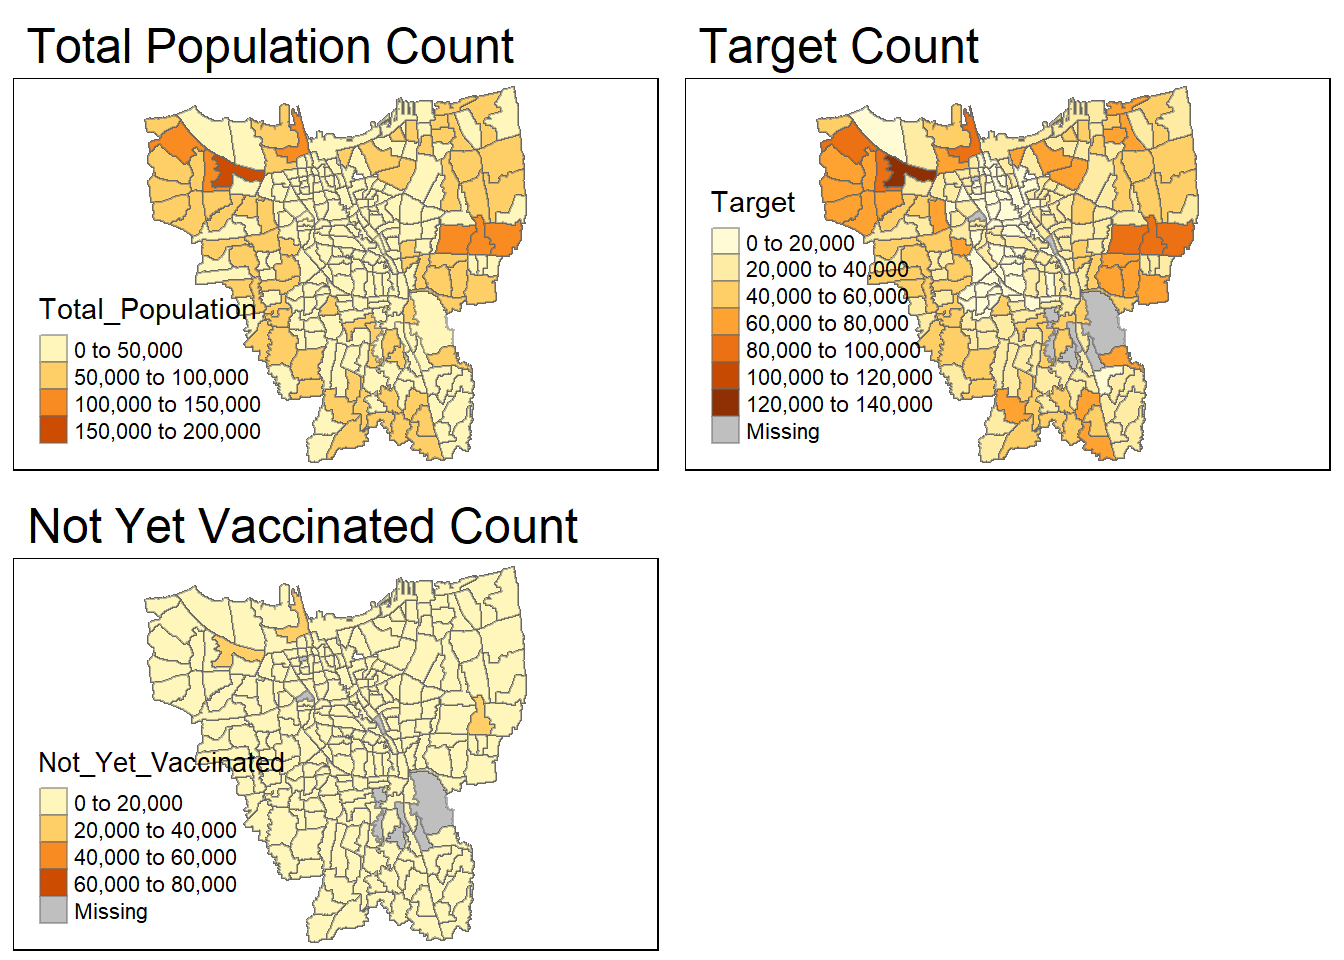 Total Population Count
Total_Population
0 to 50,000
50,000 to 100,000
100,000 to 150,000
150,000 to 200,000
Target Count
Target
0 to 20,000
20,000 to 40,000
40,000 to 60,000
60,000 to 80,000
80,000 to 100,000
100,000 to 120,000
120,000 to 140,000
Missing
Not Yet Vaccinated Count
Not_Yet_Vaccinated
0 to 20,000
20,000 to 40,000
40,000 to 60,000
60,000 to 80,000
Missing